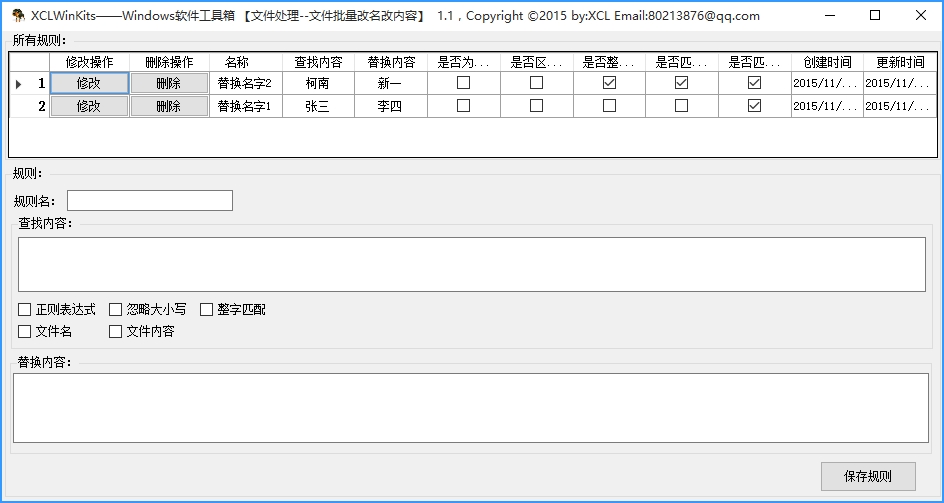 XCLWinKits——Windows软件工具箱 【文件处理--文件批量改名改内容】 1.1，Copyright ©2015 by:XCL Email:80213876@qq.com
所有规则:
修改操作 删除操作 名称 查找内容 替换内容 是否为... 是否区... 是否整... 是否匹... 是否匹... 创建时间 更新时间
1 修改 删除 替换名字2 柯南 新一 2015/11/... 2015/11/...
2 修改 删除 替换名字1 张三 李四 2015/11/... 2015/11/...
规则:
规则名:
查找内容:
正则表达式 忽略大小写 整字匹配
文件名 文件内容
替换内容:
保存规则